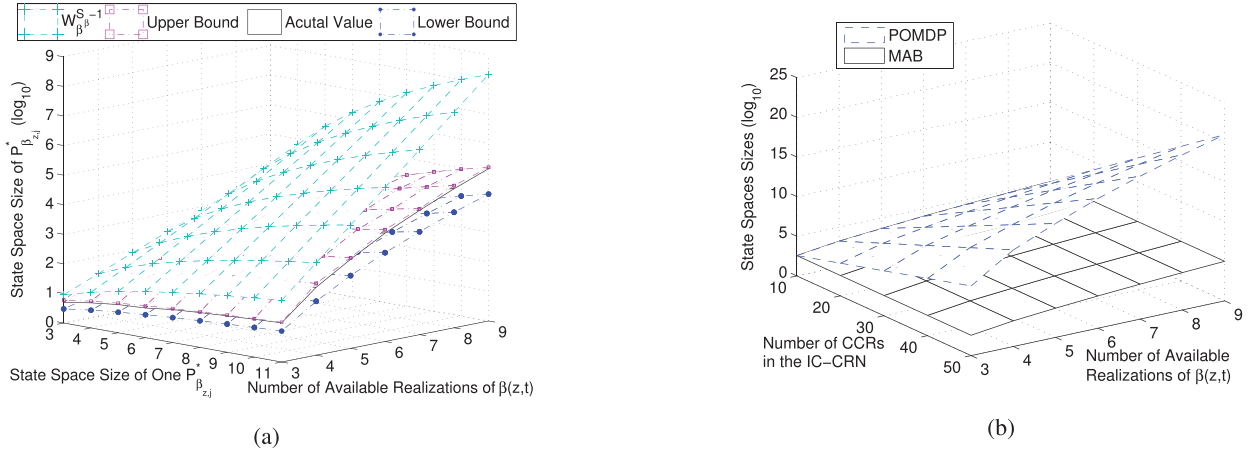 W_β^{S_β−1} Upper Bound Acutal Value Lower Bound
State Space Size of P*_{β_{z,j}} (log10)
9
8
7
6
5
4
3
2
1
0
3 4 5 6 7 8 9 10 11
State Space Size of One P*_{β_{z,j}}
3 4 5 6 7 8 9
Number of Available Realizations of β(z,t)
(a)
POMDP
MAB
State Spaces Sizes (log10)
25
20
15
10
5
0
10 20 30 40 50
Number of CCRs
in the IC−CRN
3 4 5 6 7 8 9
Number of Available
Realizations of β(z,t)
(b)